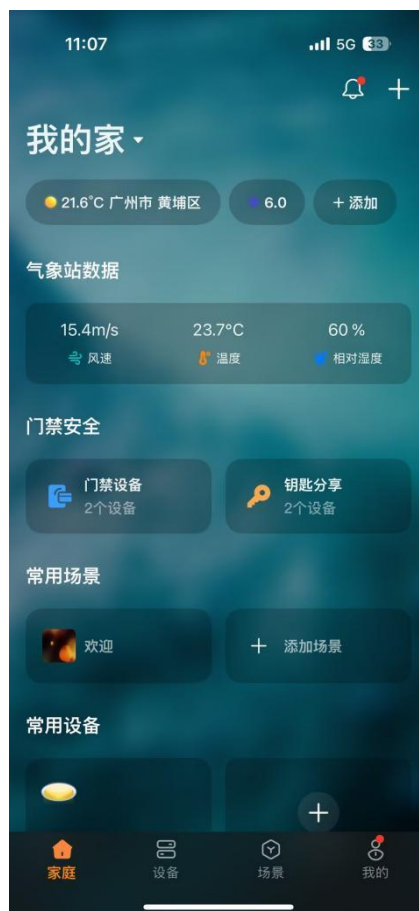 11:07 5G 33
我的家
21.6°C 广州市 黄埔区 6.0 + 添加
气象站数据
15.4m/s 23.7°C 60 %
风速 温度 相对湿度
门禁安全
门禁设备 钥匙分享
2个设备 2个设备
常用场景
欢迎 添加场景
常用设备
家庭 设备 场景 我的